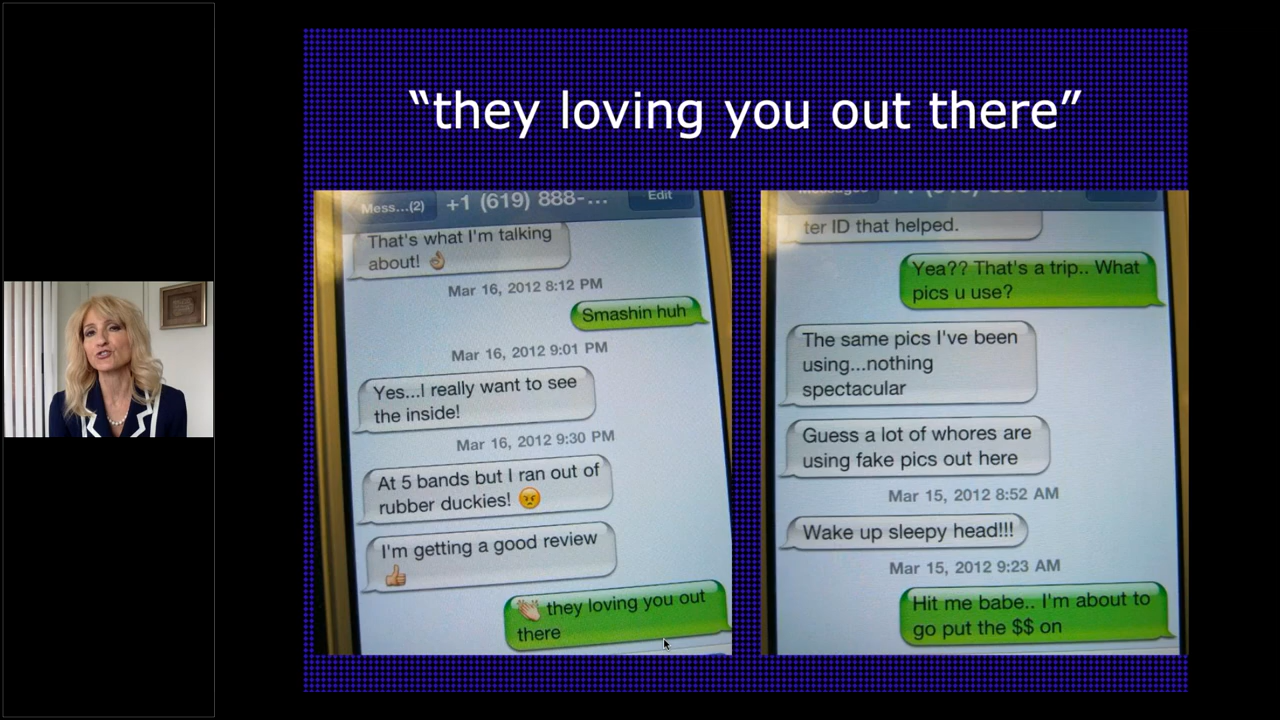 “they loving you out there”
Mess...(2)
+1 (619) 888-...
Edit
That's what I'm talking
about! 👌
Mar 16, 2012 8:12 PM
Smashin huh
Mar 16, 2012 9:01 PM
Yes...I really want to see
the inside!
Mar 16, 2012 9:30 PM
At 5 bands but I ran out of
rubber duckies! 😠
I'm getting a good review
👍
👏 they loving you out
there
Messages
ter ID that helped.
Yea?? That's a trip.. What
pics u use?
The same pics I've been
using...nothing
spectacular
Guess a lot of whores are
using fake pics out here
Mar 15, 2012 8:52 AM
Wake up sleepy head!!!
Mar 15, 2012 9:23 AM
Hit me babe.. I'm about to
go put the $$ on